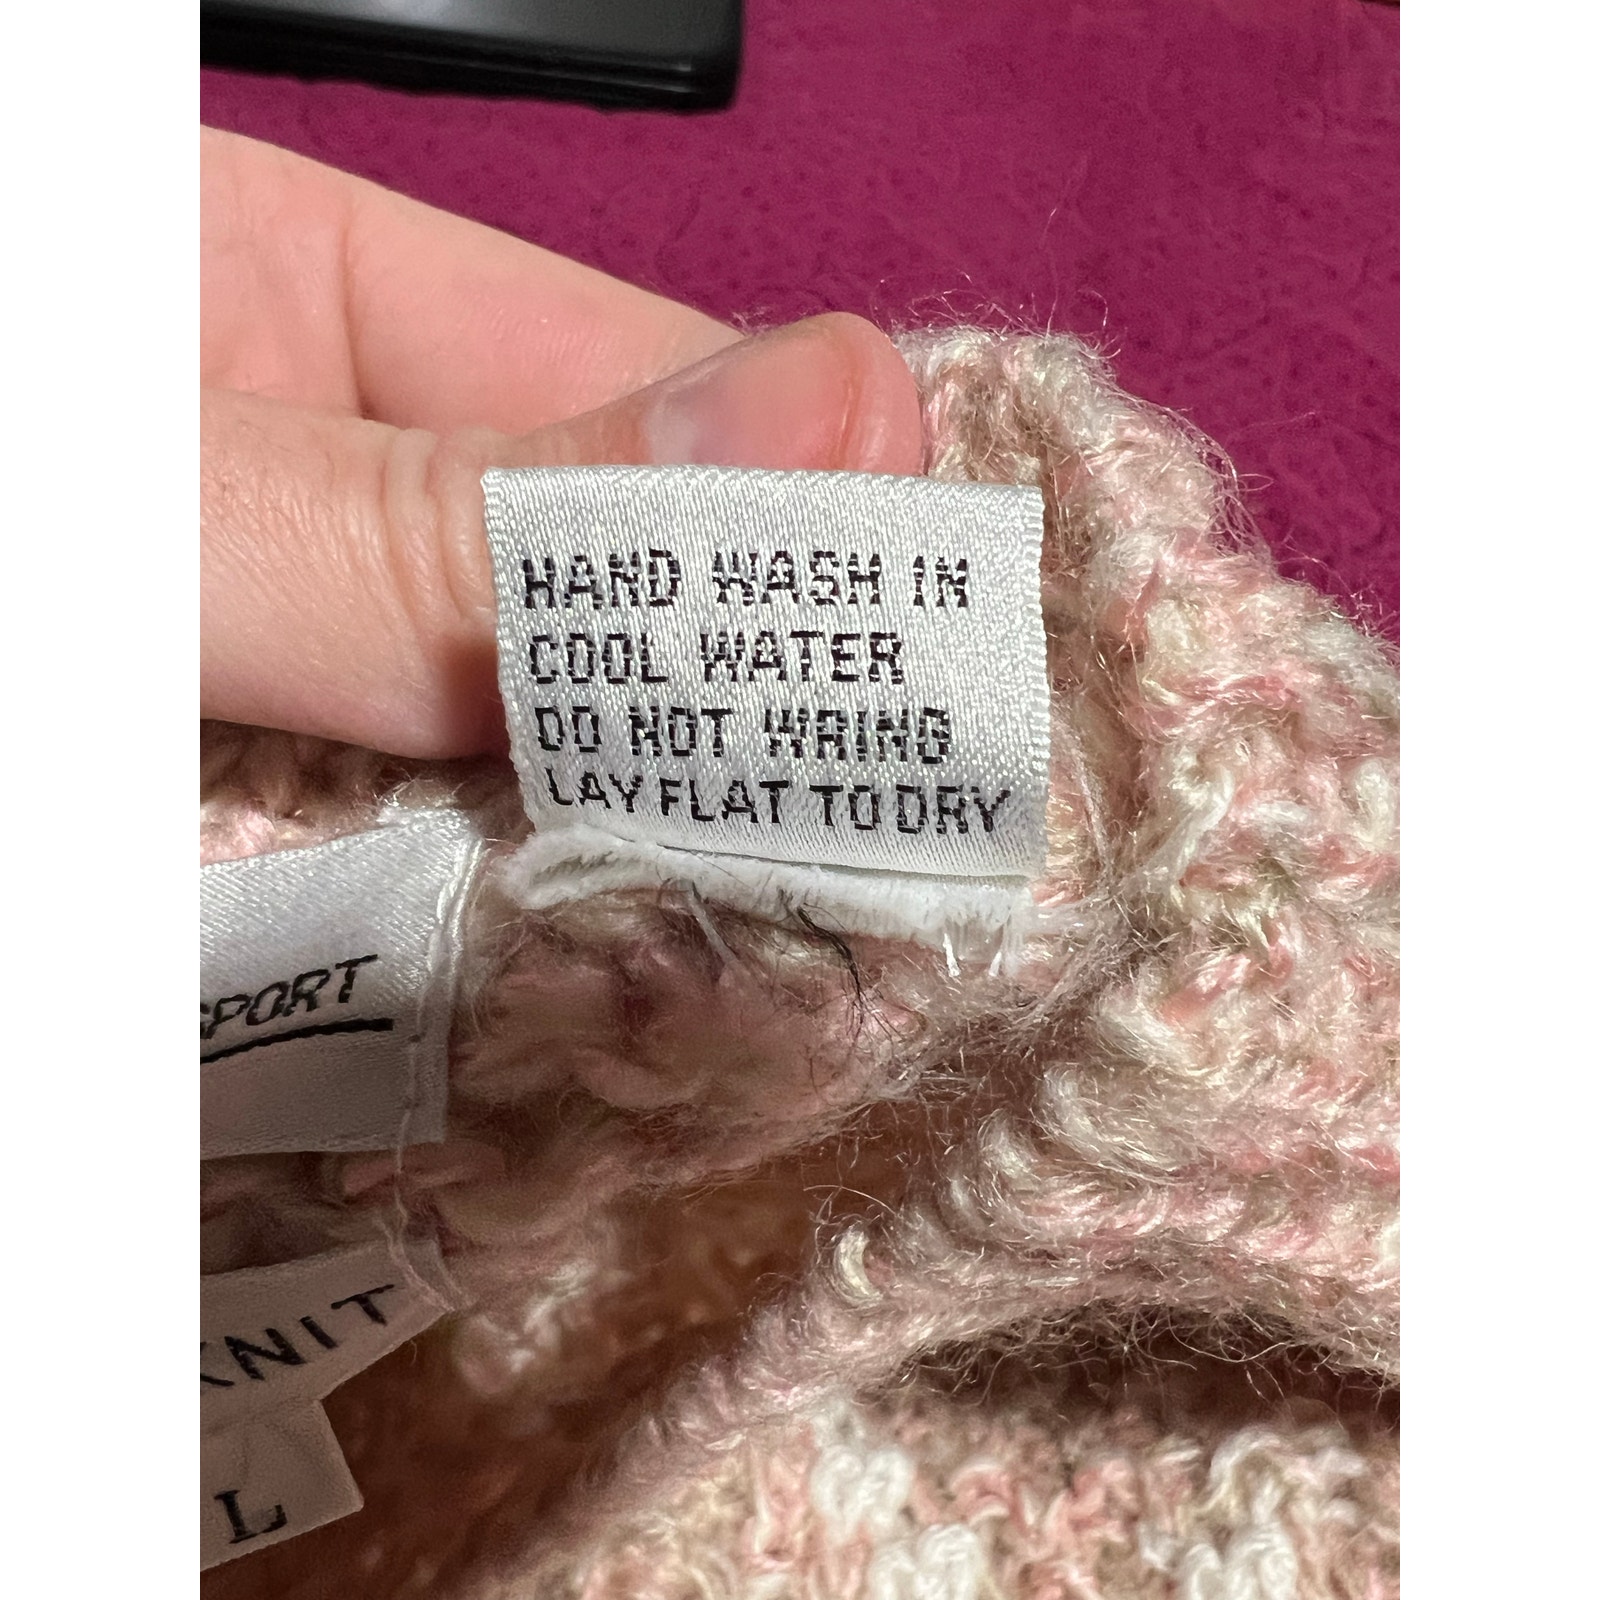 HAND WASH IN
COOL WATER
DO NOT WRING
LAY FLAT TO DRY
SPORT
KNIT
L